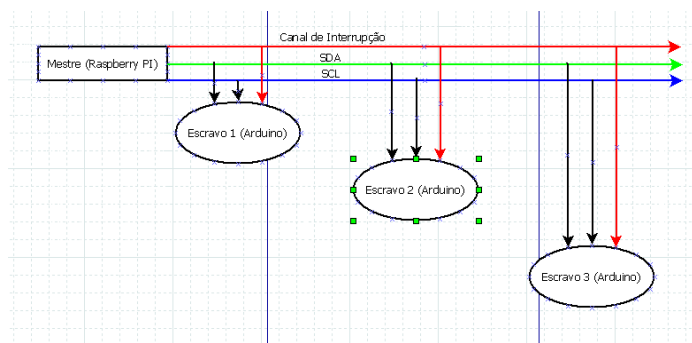 Canal de Interrupção
Mestre (Raspberry PI)
SDA
SCL
Escravo 1 (Arduino)
Escravo 2 (Arduino)
Escravo 3 (Arduino)